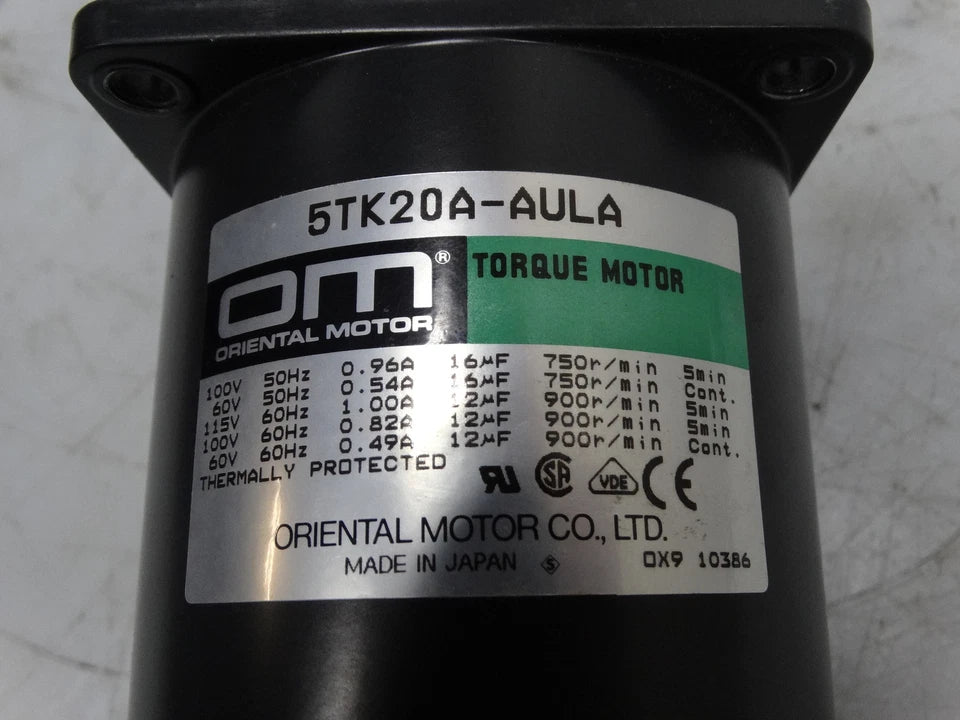 5TK20A-AULA
OM®
ORIENTAL MOTOR
TORQUE MOTOR
100V 50Hz 0.96A 16µF 750r/min 5min
60V 50Hz 0.54A 16µF 750r/min Cont.
115V 60Hz 1.00A 12µF 900r/min 5min
100V 60Hz 0.82A 12µF 900r/min 5min
60V 60Hz 0.49A 12µF 900r/min Cont.
THERMALLY PROTECTED
RU SA VDE CE
ORIENTAL MOTOR CO., LTD.
MADE IN JAPAN S
OX9 10386